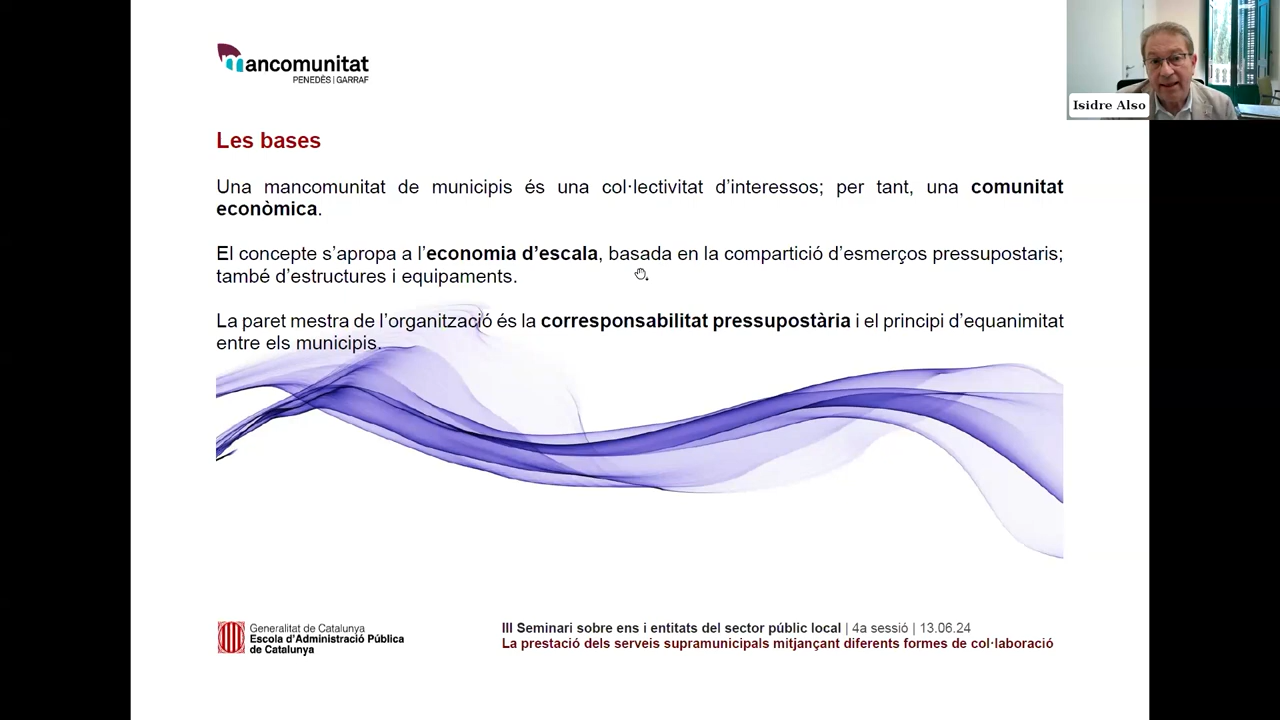 mancomunitat
PENEDÈS | GARRAF
Isidre Also
Les bases
Una mancomunitat de municipis és una col·lectivitat d’interessos; per tant, una comunitat
econòmica.
El concepte s’apropa a l’economia d’escala, basada en la compartició d’esmerços pressupostaris;
també d’estructures i equipaments.
La paret mestra de l’organització és la corresponsabilitat pressupostària i el principi d’equanimitat
entre els municipis.
Generalitat de Catalunya
Escola d’Administració Pública
de Catalunya
III Seminari sobre ens i entitats del sector públic local | 4a sessió | 13.06.24
La prestació dels serveis supramunicipals mitjançant diferents formes de col·laboració